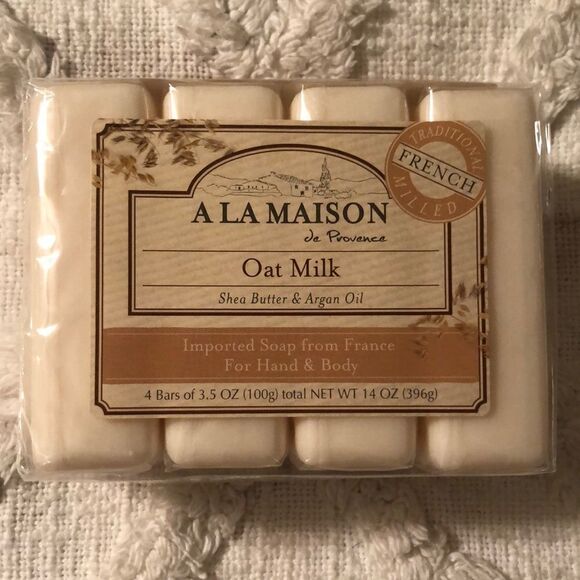 TRADITIONAL
FRENCH
MILLED
A LA MAISON
de Provence
Oat Milk
Shea Butter & Argan Oil
Imported Soap from France
For Hand & Body
4 Bars of 3.5 OZ (100g) total NET WT 14 OZ (396g)